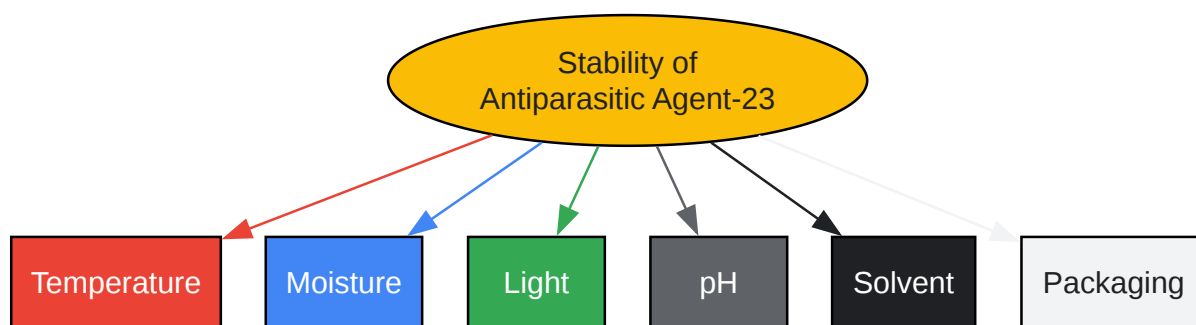 Stability of
Antiparasitic Agent-23
Temperature
Moisture
Light
pH
Solvent
Packaging